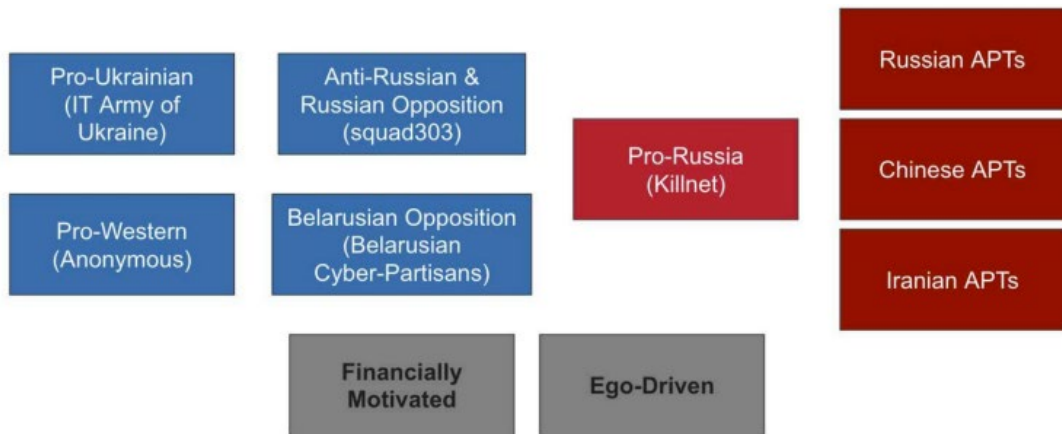 Pro-Ukrainian
(IT Army of
Ukraine)
Anti-Russian &
Russian Opposition
(squad303)
Pro-Western
(Anonymous)
Belarusian Opposition
(Belarusian
Cyber-Partisans)
Pro-Russia
(Killnet)
Russian APTs
Chinese APTs
Iranian APTs
Financially
Motivated
Ego-Driven